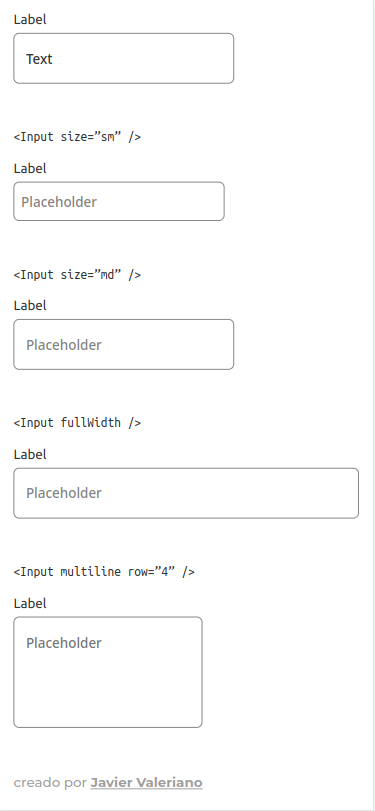 Label
Text
<Input size=”sm” />
Label
Placeholder
<Input size=”md” />
Label
Placeholder
<Input fullWidth />
Label
Placeholder
<Input multiline row=”4” />
Label
Placeholder
creado por Javier Valeriano